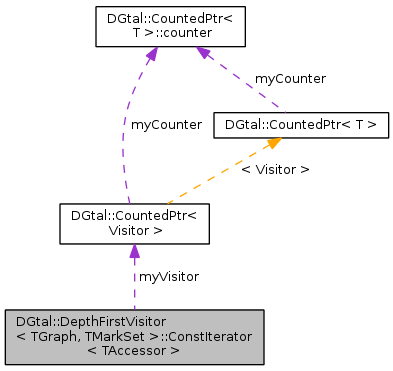 DGtal::CountedPtr<
T >::counter
myCounter
DGtal::CountedPtr< T >
myCounter
< Visitor >
DGtal::CountedPtr<
Visitor >
myVisitor
DGtal::DepthFirstVisitor
< TGraph, TMarkSet >::ConstIterator
< TAccessor >